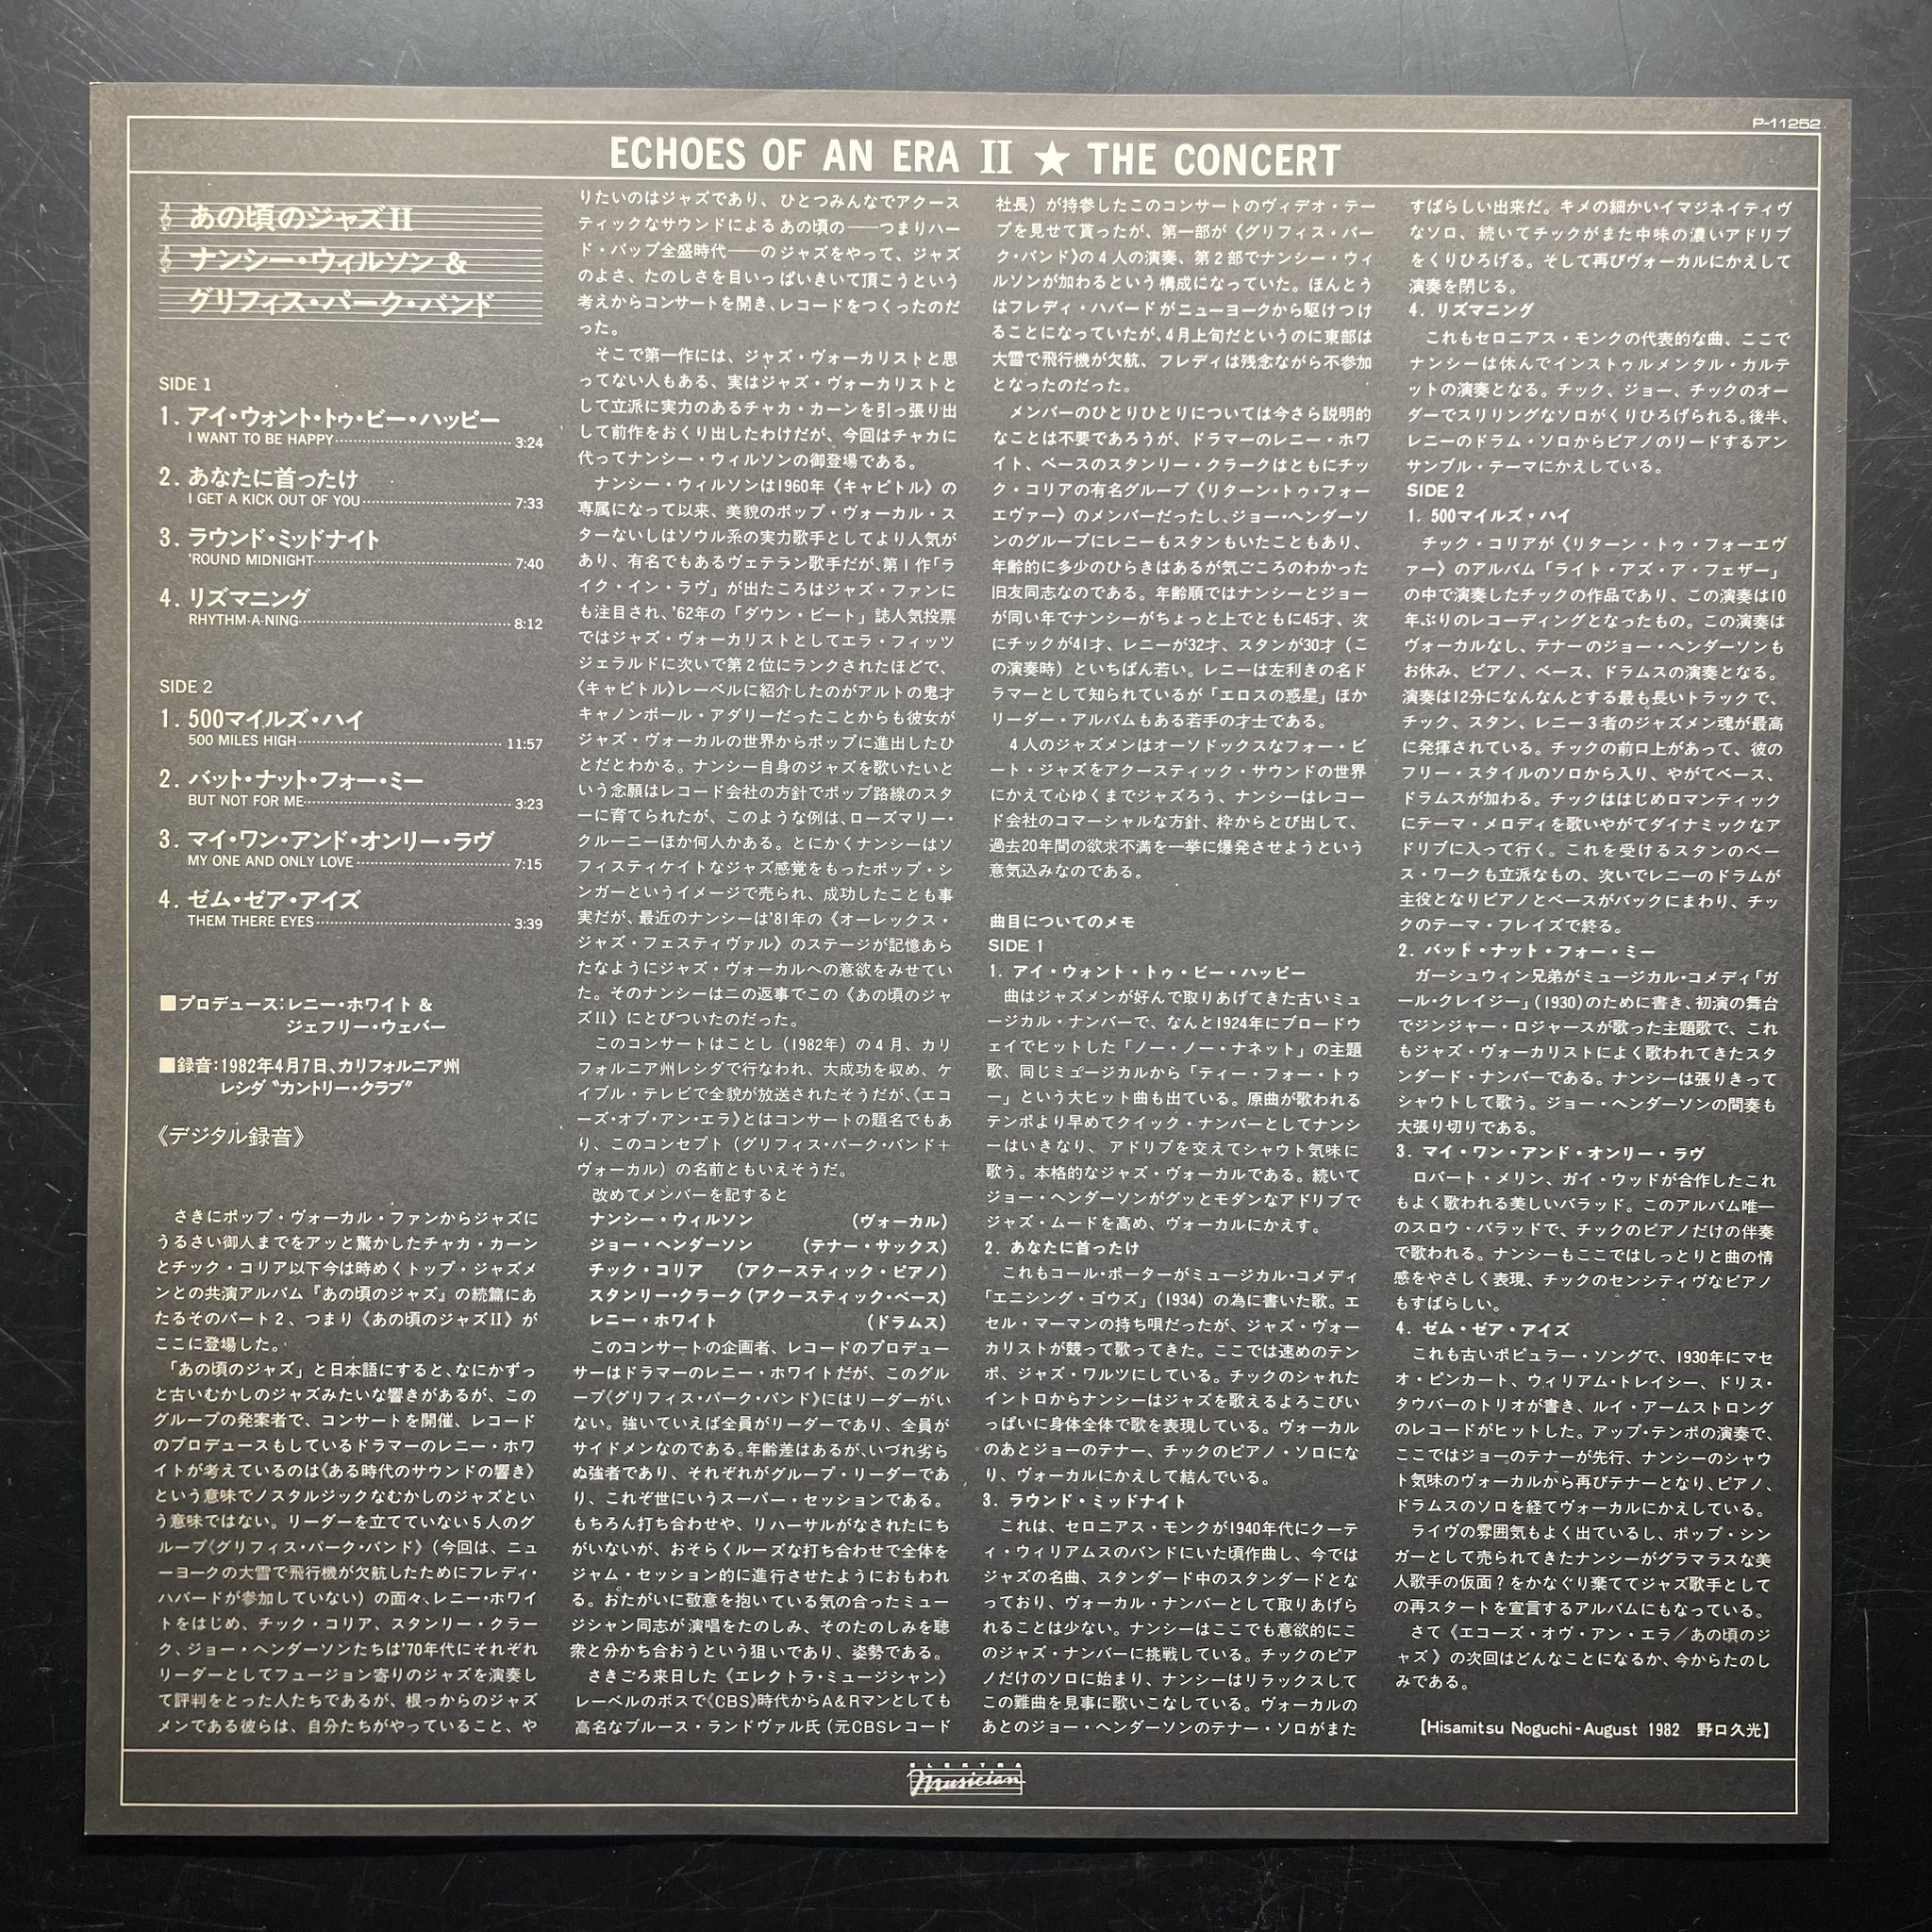 P-11252
ECHOES OF AN ERA II ★ THE CONCERT
あの頃のジャズII
ナンシー・ウィルソン &
グリフィス・パーク・バンド
SIDE 1
1. アイ・ウォント・トゥ・ビー・ハッピー
I WANT TO BE HAPPY 3:24
2. あなたに首ったけ
I GET A KICK OUT OF YOU 7:33
3. ラウンド・ミッドナイト
'ROUND MIDNIGHT 7:40
4. リズマニング
RHYTHM-A-NING 8:12
SIDE 2
1. 500マイルズ・ハイ
500 MILES HIGH 11:57
2. バット・ナット・フォー・ミー
BUT NOT FOR ME 3:23
3. マイ・ワン・アンド・オンリー・ラヴ
MY ONE AND ONLY LOVE 7:15
4. ゼム・ゼア・アイズ
THEM THERE EYES 3:39
■プロデュース：レニー・ホワイト &
ジェフリー・ウェバー
■録音：1982年4月7日、カリフォルニア州
レシダ“カントリー・クラブ”
《デジタル録音》
さきにポップ・ヴォーカル・ファンからジャズに
うるさい御人までをアッと驚かしたチャカ・カーン
とチック・コリア以下今は時めくトップ・ジャズメ
ンとの共演アルバム『あの頃のジャズ』の続篇にあ
たるそのパート2、つまり《あの頃のジャズII》が
ここに登場した。
「あの頃のジャズ」と日本語にすると、なにかずっ
と古いむかしのジャズみたいな響きがあるが、この
グループの発案者で、コンサートを開催、レコード
のプロデュースもしているドラマーのレニー・ホワ
イトが考えているのは《ある時代のサウンドの響き》
という意味でノスタルジックなむかしのジャズとい
う意味ではない。リーダーを立てていない5人のグ
ループ《グリフィス・パーク・バンド》（今回は、ニュ
ーヨークの大雪で飛行機が欠航したためにフレディ・
ハバードが参加していない）の面々、レニー・ホワイ
トをはじめ、チック・コリア、スタンリー・クラー
ク、ジョー・ヘンダーソンたちは'70年代にそれぞれ
リーダーとしてフュージョン寄りのジャズを演奏し
て評判をとった人たちであるが、根っからのジャズ
メンである彼らは、自分たちがやっていること、や
りたいのはジャズであり、ひとつみんなでアクース
ティックなサウンドによるあの頃の――つまりハー
ド・バップ全盛時代――のジャズをやって、ジャズ
のよさ、たのしさを目いっぱいきいて頂こうという
考えからコンサートを開き、レコードをつくったのだ
った。
そこで第一作には、ジャズ・ヴォーカリストと思
ってない人もある、実はジャズ・ヴォーカリストと
して立派に実力のあるチャカ・カーンを引っ張り出
して前作をおくり出したわけだが、今回はチャカに
代ってナンシー・ウィルソンの御登場である。
ナンシー・ウィルソンは1960年《キャピトル》の
専属になって以来、美貌のポップ・ヴォーカル・ス
ターないしはソウル系の実力歌手としてより人気が
あり、有名でもあるヴェテラン歌手だが、第1作「ラ
イク・イン・ラヴ」が出たころはジャズ・ファンに
も注目され、'62年の「ダウン・ビート」誌人気投票
ではジャズ・ヴォーカリストとしてエラ・フィッツ
ジェラルドに次いで第2位にランクされたほどで、
《キャピトル》レーベルに紹介したのがアルトの鬼才
キャノンボール・アダリーだったことからも彼女が
ジャズ・ヴォーカルの世界からポップに進出したひ
とだとわかる。ナンシー自身のジャズを歌いたいと
いう念願はレコード会社の方針でポップ路線のスタ
ーに育てられたが、このような例は、ローズマリー・
クルーニーほか何人かある。とにかくナンシーはソ
フィスティケイトなジャズ感覚をもったポップ・シ
ンガーというイメージで売られ、成功したことも事
実だが、最近のナンシーは'81年の《オーレックス・
ジャズ・フェスティヴァル》のステージが記憶あら
たなようにジャズ・ヴォーカルへの意欲をみせてい
た。そのナンシーは二の返事でこの《あの頃のジャ
ズII》にとびついたのだった。
このコンサートはことし（1982年）の4月、カリ
フォルニア州レシダで行なわれ、大成功を収め、ケ
イブル・テレビで全貌が放送されたそうだが、《エコ
ーズ・オブ・アン・エラ》とはコンサートの題名でもあ
り、このコンセプト（グリフィス・パーク・バンド＋
ヴォーカル）の名前ともいえそうだ。
改めてメンバーを記すると
ナンシー・ウィルソン （ヴォーカル）
ジョー・ヘンダーソン （テナー・サックス）
チック・コリア （アクースティック・ピアノ）
スタンリー・クラーク（アクースティック・ベース）
レニー・ホワイト （ドラムス）
このコンサートの企画者、レコードのプロデュー
サーはドラマーのレニー・ホワイトだが、このグル
ープ《グリフィス・パーク・バンド》にはリーダーがい
ない。強いていえば全員がリーダーであり、全員が
サイドメンなのである。年齢差はあるが、いづれ劣ら
ぬ強者であり、それぞれがグループ・リーダーであ
り、これぞ世にいうスーパー・セッションである。
もちろん打ち合わせや、リハーサルがなされたにち
がいないが、おそらくルーズな打ち合わせで全体を
ジャム・セッション的に進行させたようにおもわれ
る。おたがいに敬意を抱いている気の合ったミュー
ジシャン同志が演唱をたのしみ、そのたのしみを聴
衆と分かち合おうという狙いであり、姿勢である。
さきごろ来日した《エレクトラ・ミュージシャン》
レーベルのボスで《CBS》時代からA&Rマンとしても
高名なブルース・ランドヴァル氏（元CBSレコード
社長）が持参したこのコンサートのヴィデオ・テー
プを見せて貰ったが、第一部が《グリフィス・パー
ク・バンド》の4人の演奏、第2部でナンシー・ウィ
ルソンが加わるという構成になっていた。ほんとう
はフレディ・ハバードがニューヨークから駆けつけ
ることになっていたが、4月上旬だというのに東部は
大雪で飛行機が欠航、フレディは残念ながら不参加
となったのだった。
メンバーのひとりひとりについては今さら説明的
なことは不要であろうが、ドラマーのレニー・ホワ
イト、ベースのスタンリー・クラークはともにチッ
ク・コリアの有名グループ《リターン・トゥ・フォー
エヴァー》のメンバーだったし、ジョー・ヘンダーソ
ンのグループにレニーもスタンもいたこともあり、
年齢的に多少のひらきはあるが気ごころのわかった
旧友同志なのである。年齢順ではナンシーとジョー
が同い年でナンシーがちょっと上でともに45才、次
にチックが41才、レニーが32才、スタンが30才（こ
の演奏時）といちばん若い。レニーは左利きの名ド
ラマーとして知られているが「エロスの惑星」ほか
リーダー・アルバムもある若手の才士である。
4人のジャズメンはオーソドックスなフォー・ビ
ート・ジャズをアクースティック・サウンドの世界
にかえて心ゆくまでジャズろう、ナンシーはレコー
ド会社のコマーシャルな方針、枠からとび出して、
過去20年間の欲求不満を一挙に爆発させようという
意気込みなのである。
曲目についてのメモ
SIDE 1
1. アイ・ウォント・トゥ・ビー・ハッピー
曲はジャズメンが好んで取りあげてきた古いミュ
ージカル・ナンバーで、なんと1924年にブロードウ
ェイでヒットした「ノー・ノー・ナネット」の主題
歌、同じミュージカルから「ティー・フォー・トゥ
ー」という大ヒット曲も出ている。原曲が歌われる
テンポより早めてクイック・ナンバーとしてナンシ
ーはいきなり、アドリブを交えてシャウト気味に
歌う。本格的なジャズ・ヴォーカルである。続いて
ジョー・ヘンダーソンがグッとモダンなアドリブで
ジャズ・ムードを高め、ヴォーカルにかえす。
2. あなたに首ったけ
これもコール・ポーターがミュージカル・コメディ
「エニシング・ゴウズ」（1934）の為に書いた歌。エ
セル・マーマンの持ち唄だったが、ジャズ・ヴォー
カリストが競って歌ってきた。ここでは速めのテン
ポ、ジャズ・ワルツにしている。チックのシャれた
イントロからナンシーはジャズを歌えるよろこびい
っぱいに身体全体で歌を表現している。ヴォーカル
のあとジョーのテナー、チックのピアノ・ソロにな
り、ヴォーカルにかえして結んでいる。
3. ラウンド・ミッドナイト
これは、セロニアス・モンクが1940年代にクーテ
ィ・ウィリアムスのバンドにいた頃作曲し、今では
ジャズの名曲、スタンダード中のスタンダードとな
っており、ヴォーカル・ナンバーとして取りあげら
れることは少ない。ナンシーはここでも意欲的にこ
のジャズ・ナンバーに挑戦している。チックのピア
ノだけのソロに始まり、ナンシーはリラックスして
この難曲を見事に歌いこなしている。ヴォーカルの
あとのジョー・ヘンダーソンのテナー・ソロがまた
すばらしい出来だ。キメの細かいイマジネイティヴ
なソロ、続いてチックがまた中味の濃いアドリブ
をくりひろげる。そして再びヴォーカルにかえして
演奏を閉じる。
4. リズマニング
これもセロニアス・モンクの代表的な曲、ここで
ナンシーは休んでインストゥルメンタル・カルテ
ットの演奏となる。チック、ジョー、チックのオー
ダーでスリリングなソロがくりひろげられる。後半、
レニーのドラム・ソロからピアノのリードするアン
サンブル・テーマにかえしている。
SIDE 2
1. 500マイルズ・ハイ
チック・コリアが《リターン・トゥ・フォーエヴ
ァー》のアルバム「ライト・アズ・ア・フェザー」
の中で演奏したチックの作品であり、この演奏は10
年ぶりのレコーディングとなったもの。この演奏は
ヴォーカルなし、テナーのジョー・ヘンダーソンも
お休み、ピアノ、ベース、ドラムスの演奏となる。
演奏は12分になんなんとする最も長いトラックで、
チック、スタン、レニー3者のジャズメン魂が最高
に発揮されている。チックの前口上があって、彼の
フリー・スタイルのソロから入り、やがてベース、
ドラムスが加わる。チックははじめロマンティック
にテーマ・メロディを歌いやがてダイナミックなア
ドリブに入って行く。これを受けるスタンのベー
ス・ワークも立派なもの、次いでレニーのドラムが
主役となりピアノとベースがバックにまわり、チッ
クのテーマ・フレイズで終る。
2. バット・ナット・フォー・ミー
ガーシュウィン兄弟がミュージカル・コメディ「ガ
ール・クレイジー」（1930）のために書き、初演の舞台
でジンジャー・ロジャースが歌った主題歌で、これ
もジャズ・ヴォーカリストによく歌われてきたスタ
ンダード・ナンバーである。ナンシーは張りきって
シャウトして歌う。ジョー・ヘンダーソンの間奏も
大張り切りである。
3. マイ・ワン・アンド・オンリー・ラヴ
ロバート・メリン、ガイ・ウッドが合作したこれ
もよく歌われる美しいバラッド。このアルバム唯一
のスロウ・バラッドで、チックのピアノだけの伴奏
で歌われる。ナンシーもここではしっとりと曲の情
感をやさしく表現、チックのセンシティヴなピアノ
もすばらしい。
4. ゼム・ゼア・アイズ
これも古いポピュラー・ソングで、1930年にマセ
オ・ピンカート、ウィリアム・トレイシー、ドリス・
タウバーのトリオが書き、ルイ・アームストロング
のレコードがヒットした。アップ・テンポの演奏で、
ここではジョーのテナーが先行、ナンシーのシャウ
ト気味のヴォーカルから再びテナーとなり、ピアノ、
ドラムスのソロを経てヴォーカルにかえしている。
ライヴの雰囲気もよく出ているし、ポップ・シン
ガーとして売られてきたナンシーがグラマラスな美
人歌手の仮面？をかなぐり棄ててジャズ歌手として
の再スタートを宣言するアルバムにもなっている。
さて《エコーズ・オヴ・アン・エラ／あの頃のジ
ャズ》の次回はどんなことになるか、今からたのし
みである。
【Hisamitsu Noguchi-August 1982 野口久光】
ELEKTRA
Musician